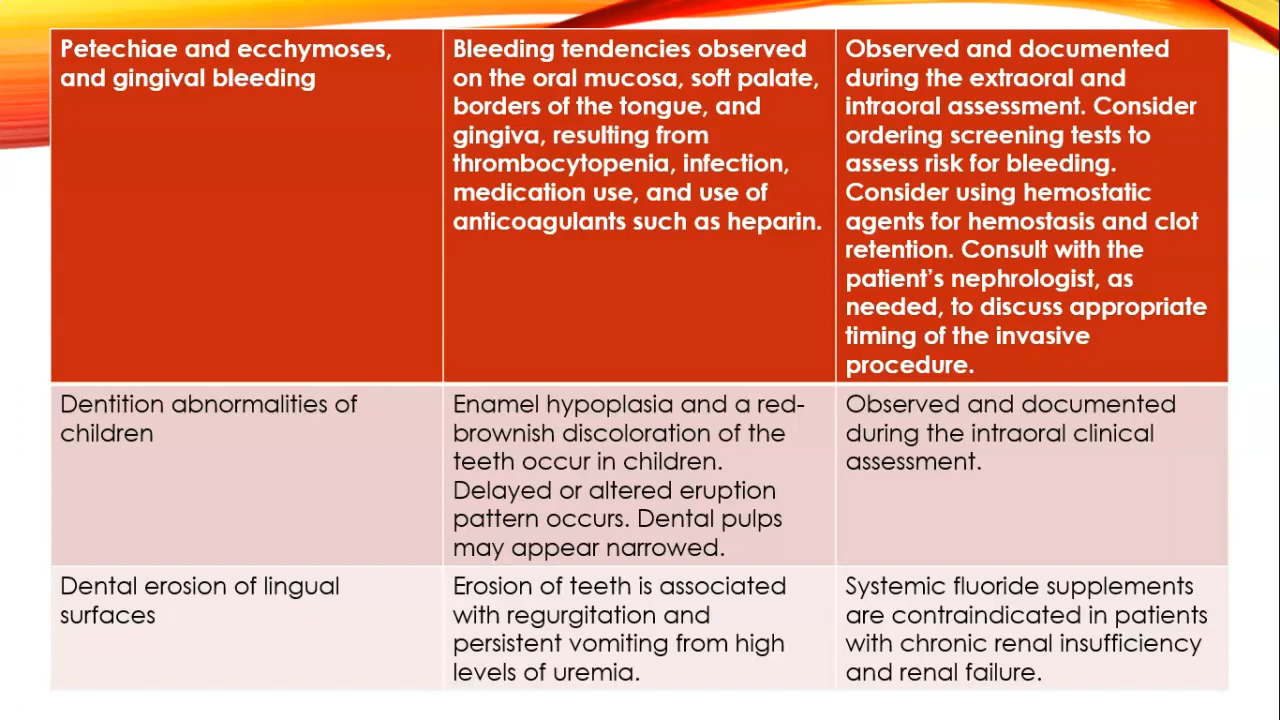 Petechiae and ecchymoses,
and gingival bleeding
Bleeding tendencies observed
on the oral mucosa, soft palate,
borders of the tongue, and
gingiva, resulting from
thrombocytopenia, infection,
medication use, and use of
anticoagulants such as heparin.
Observed and documented
during the extraoral and
intraoral assessment. Consider
ordering screening tests to
assess risk for bleeding.
Consider using hemostatic
agents for hemostasis and clot
retention. Consult with the
patient’s nephrologist, as
needed, to discuss appropriate
timing of the invasive
procedure.
Dentition abnormalities of
children
Enamel hypoplasia and a red-
brownish discoloration of the
teeth occur in children.
Delayed or altered eruption
pattern occurs. Dental pulps
may appear narrowed.
Observed and documented
during the intraoral clinical
assessment.
Dental erosion of lingual
surfaces
Erosion of teeth is associated
with regurgitation and
persistent vomiting from high
levels of uremia.
Systemic fluoride supplements
are contraindicated in patients
with chronic renal insufficiency
and renal failure.